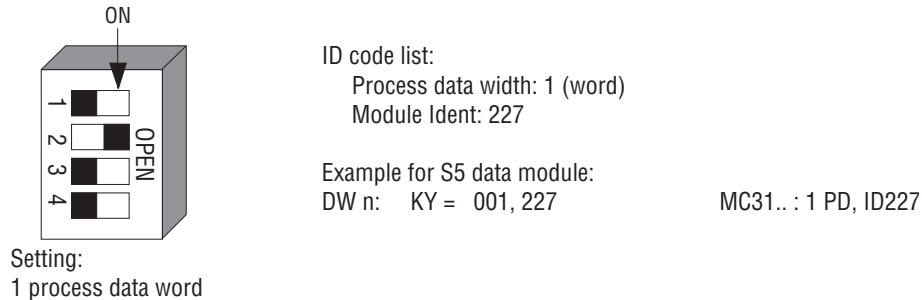 ON
1
2
3
4
OPEN
Setting:
1 process data word
ID code list:
Process data width: 1 (word)
Module Ident: 227
Example for S5 data module:
DW n: KY = 001, 227 MC31.. : 1 PD, ID227